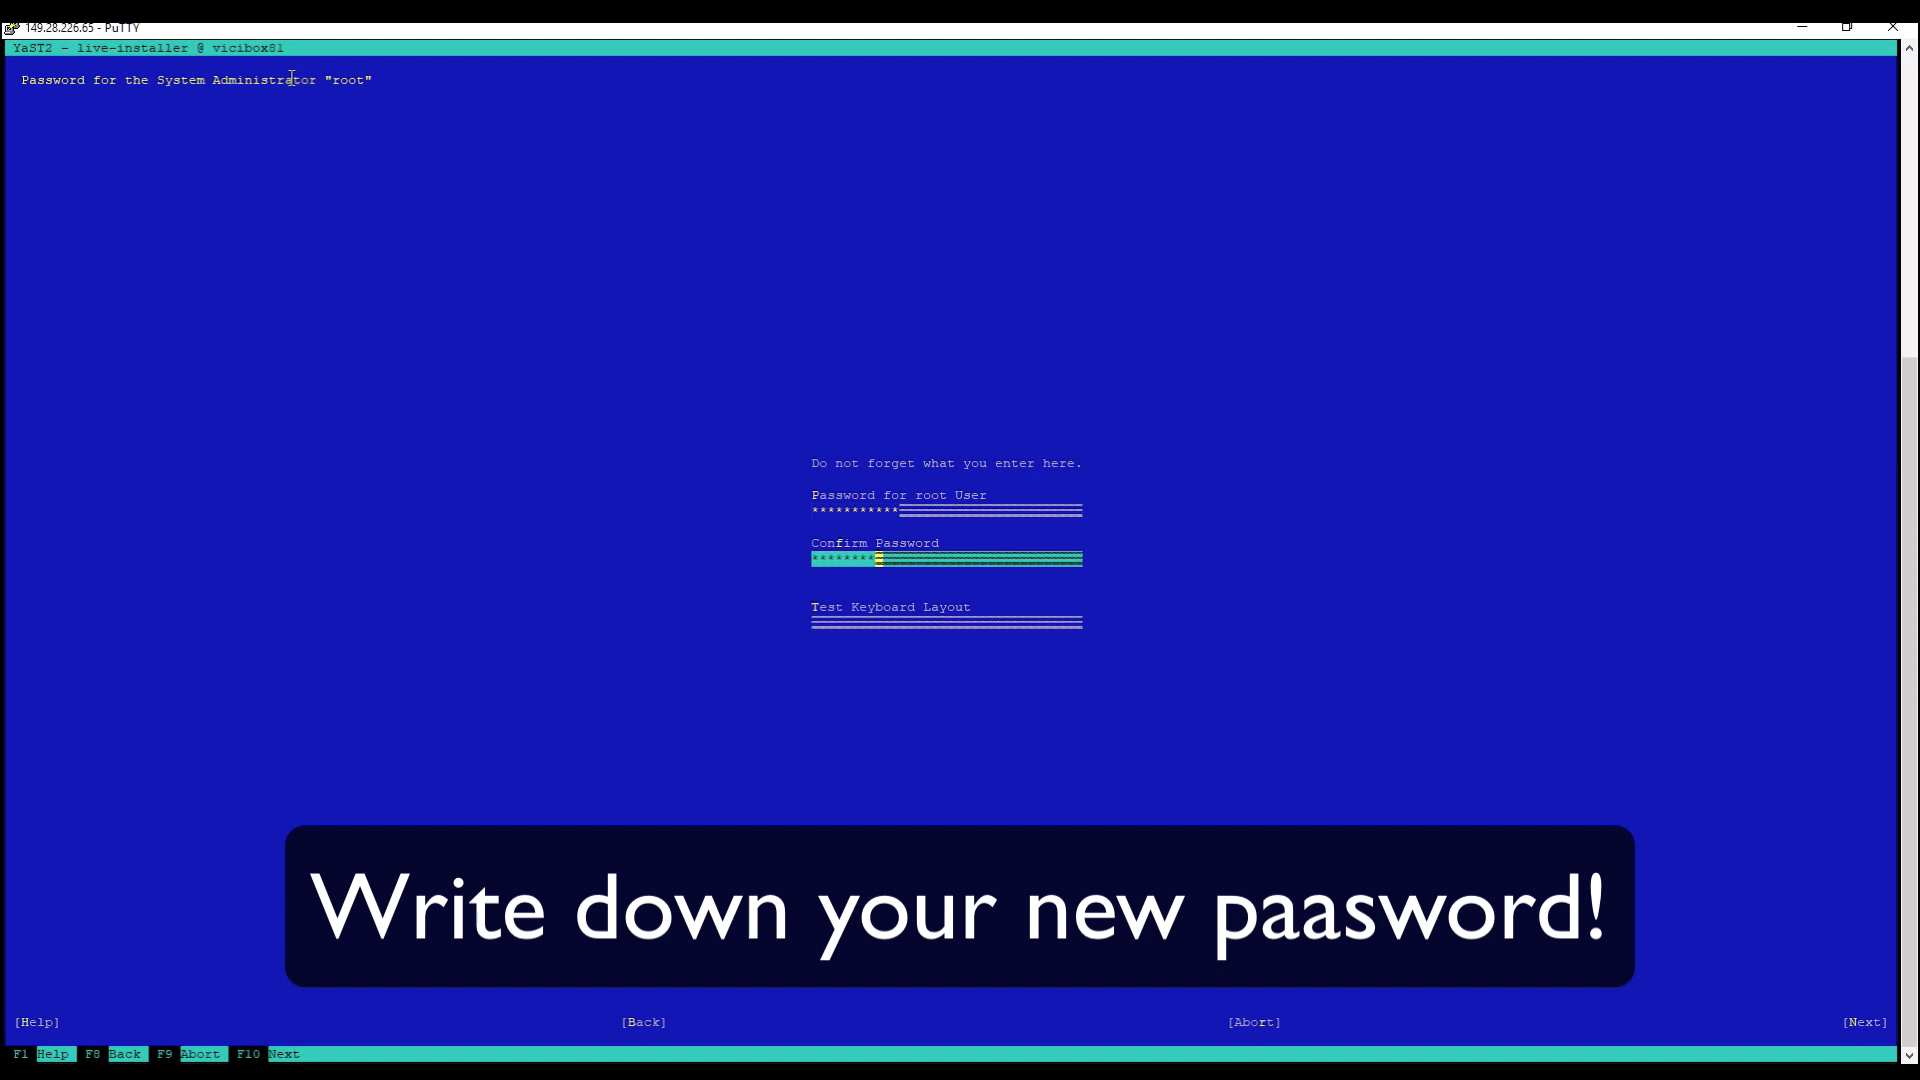 149.28.226.65 - PuTTY
YaST2 - live-installer @ vicibox81
Password for the System Administrator "root"
Do not forget what you enter here.
Password for root User
***********
Confirm Password
********
Test Keyboard Layout
Write down your new paasword!
[Help] [Back] [Abort] [Next]
F1 Help F8 Back F9 Abort F10 Next